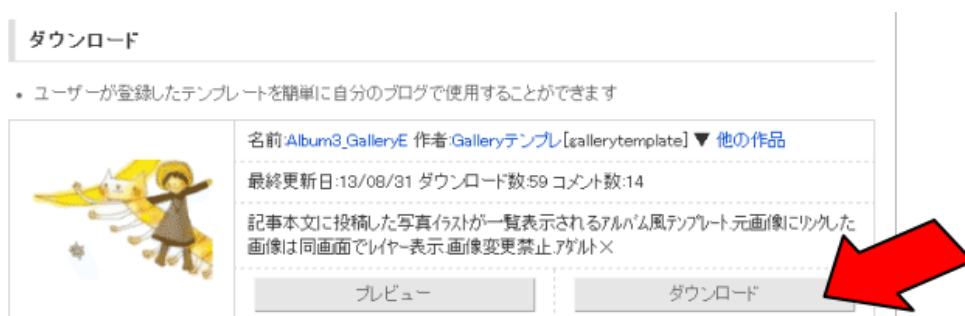 ダウンロード
• ユーザーが登録したテンプレートを簡単に自分のブログで使用することができます
名前:Album3_GalleryE 作者:Galleryテンプレ[gallerytemplate] ▼ 他の作品
最終更新日:13/08/31 ダウンロード数:59 コメント数:14
記事本文に投稿した写真ｲﾗｽﾄが一覧表示されるｱﾙﾊﾞﾑ風ﾃﾝﾌﾟﾚｰﾄ.元画像にﾘﾝｸした
画像は同画面でﾚｲﾔｰ表示.画像変更禁止.ｱﾀﾞﾙﾄ×
プレビュー
ダウンロード